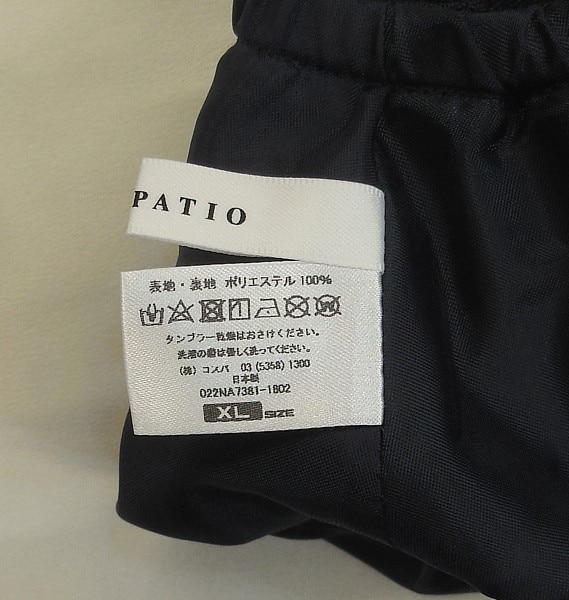 PATIO
表地・裏地 ポリエステル 100%
タンブラー乾燥はおさけください。
洗濯の際は優しく洗ってください。
(株) コスパ 03 (5358) 1300
日本製
022NA7381-1802
XL SIZE